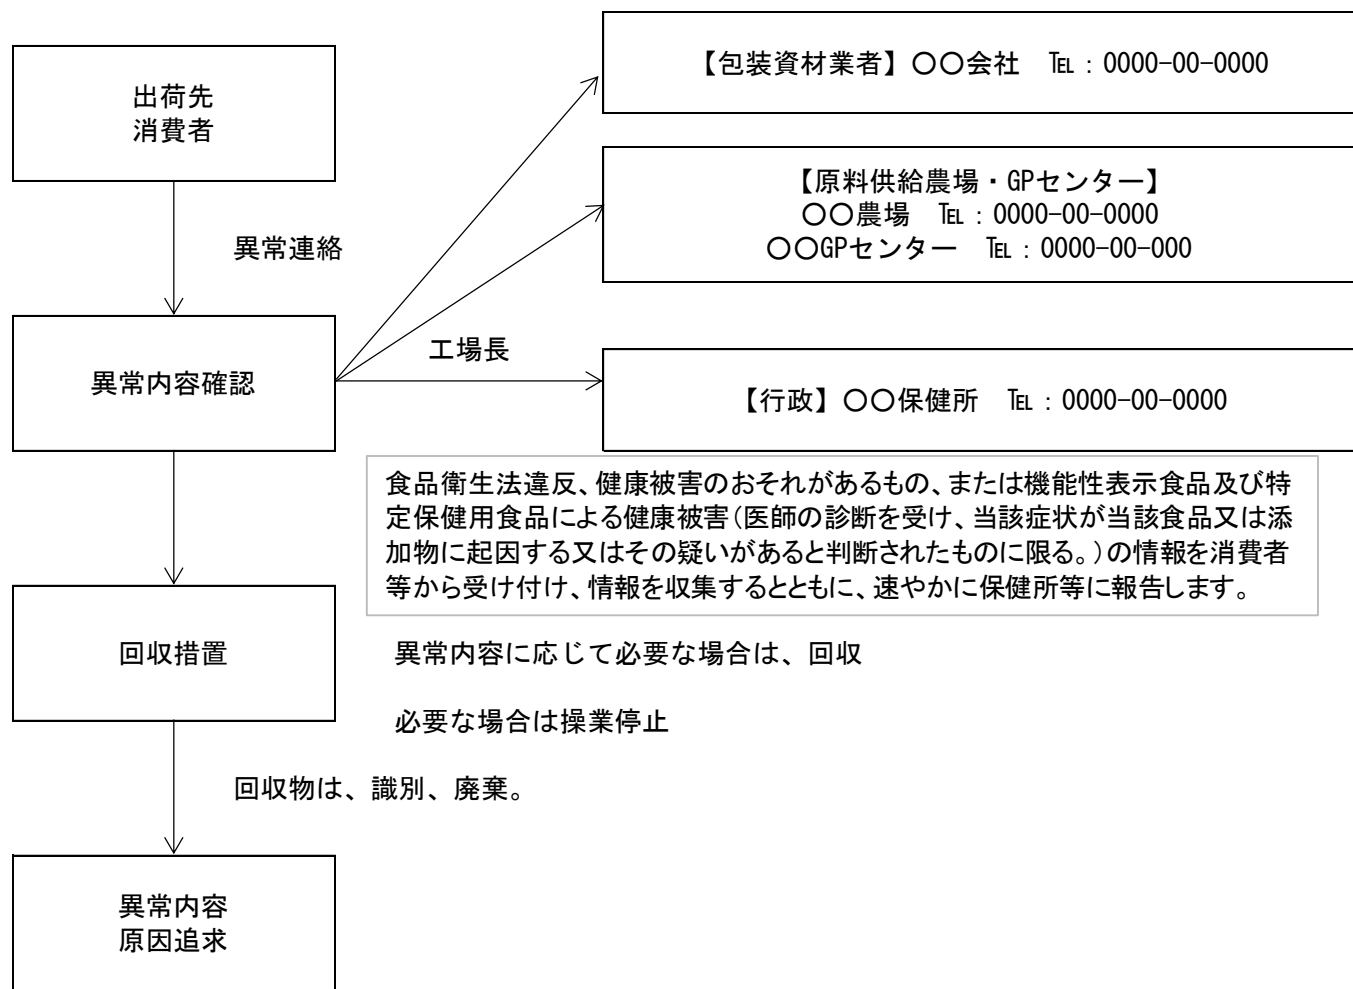 出荷先
消費者
【包装資材業者】〇〇会社　℡：0000-00-0000
【原料供給農場・GPセンター】
〇〇農場　℡：0000-00-0000
〇〇GPセンター　℡：0000-00-000
異常連絡
工場長
異常内容確認
【行政】〇〇保健所　℡：0000-00-0000
食品衛生法違反、健康被害のおそれがあるもの、または機能性表示食品及び特
定保健用食品による健康被害（医師の診断を受け、当該症状が当該食品又は添
加物に起因する又はその疑いがあると判断されたものに限る。）の情報を消費者
等から受け付け、情報を収集するとともに、速やかに保健所等に報告します。
回収措置
異常内容に応じて必要な場合は、回収
必要な場合は操業停止
回収物は、識別、廃棄。
異常内容
原因追求